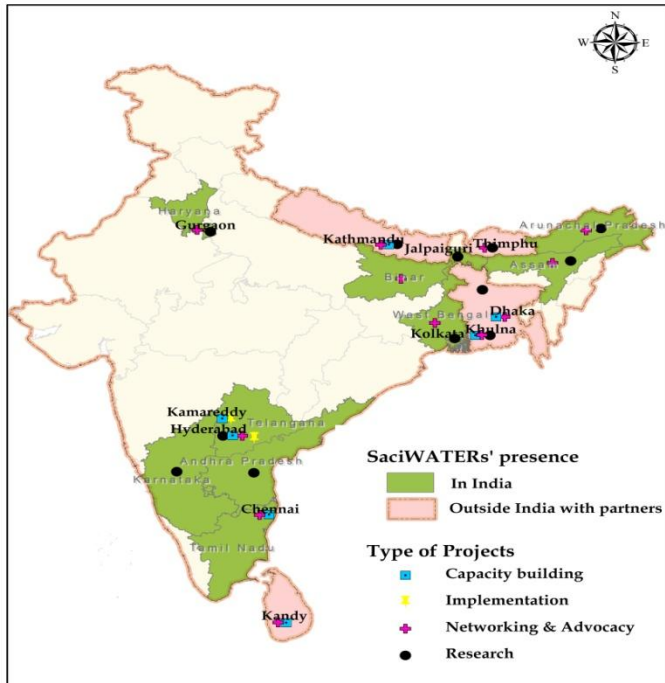 N
W E
S
Haryana
Gurgaon
Kathmandu
Jalpaiguri
Thimphu
Arunachal Pradesh
Assam
Bihar
West Bengal
Dhaka
Khulna
Kolkata
Kamareddy
Telangana
Hyderabad
Andhra Pradesh
Karnataka
Chennai
Tamil Nadu
Kandy
SaciWATERs' presence
In India
Outside India with partners
Type of Projects
Capacity building
Implementation
Networking & Advocacy
Research